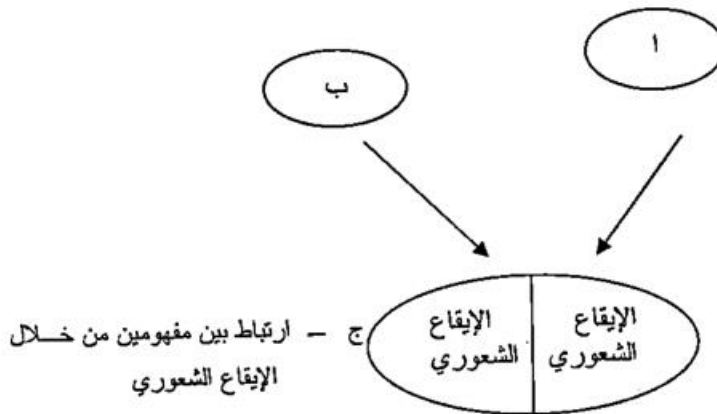 ا
ب
الإيقاع
الشعوري
الإيقاع
الشعوري
ج – ارتباط بين مفهومين من خلال
الإيقاع الشعوري